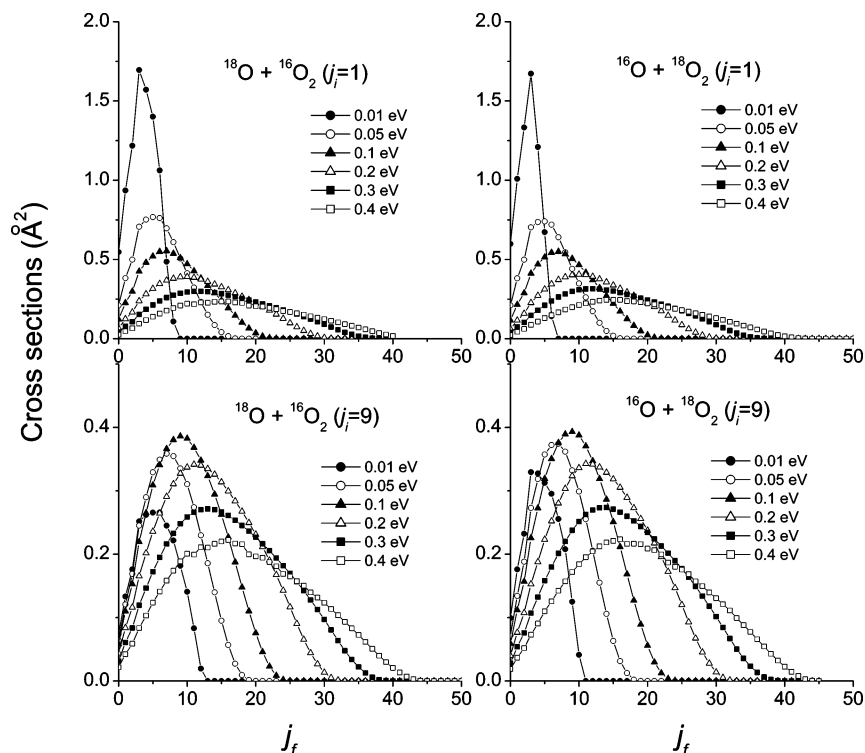 Cross sections (Å²)
¹⁸O + ¹⁶O₂ (jᵢ=1)
0.01 eV
0.05 eV
0.1 eV
0.2 eV
0.3 eV
0.4 eV
2.0
1.5
1.0
0.5
0.0
0 10 20 30 40 50
¹⁶O + ¹⁸O₂ (jᵢ=1)
0.01 eV
0.05 eV
0.1 eV
0.2 eV
0.3 eV
0.4 eV
2.0
1.5
1.0
0.5
0.0
0 10 20 30 40 50
¹⁸O + ¹⁶O₂ (jᵢ=9)
0.01 eV
0.05 eV
0.1 eV
0.2 eV
0.3 eV
0.4 eV
0.4
0.2
0.0
0 10 20 30 40 50
j_f
¹⁶O + ¹⁸O₂ (jᵢ=9)
0.01 eV
0.05 eV
0.1 eV
0.2 eV
0.3 eV
0.4 eV
0.4
0.2
0.0
0 10 20 30 40 50
j_f